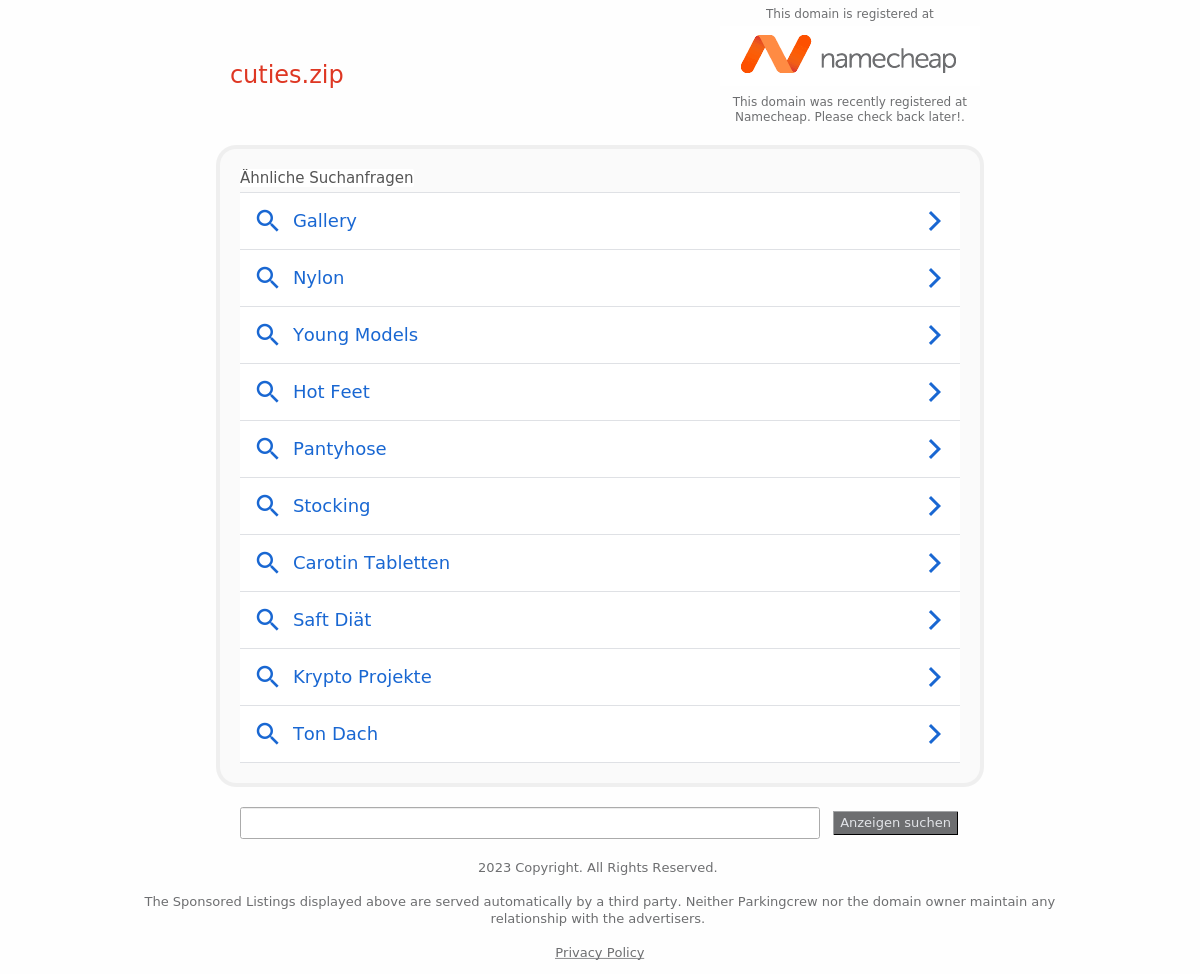 This domain is registered at
namecheap
cuties.zip
This domain was recently registered at
Namecheap. Please check back later!.
Ähnliche Suchanfragen
Gallery
Nylon
Young Models
Hot Feet
Pantyhose
Stocking
Carotin Tabletten
Saft Diät
Krypto Projekte
Ton Dach
Anzeigen suchen
2023 Copyright. All Rights Reserved.
The Sponsored Listings displayed above are served automatically by a third party. Neither Parkingcrew nor the domain owner maintain any
relationship with the advertisers.
Privacy Policy